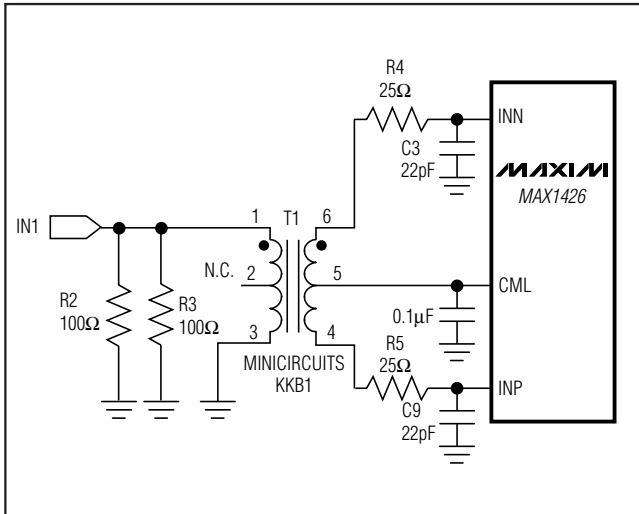 R4
25Ω
INN
C3
22pF
MAXIM
MAX1426
IN1
1
T1
6
N.C.
2
5
CML
R2
100Ω
R3
100Ω
0.1µF
3
4
MINICIRCUITS
KKB1
R5
25Ω
INP
C9
22pF